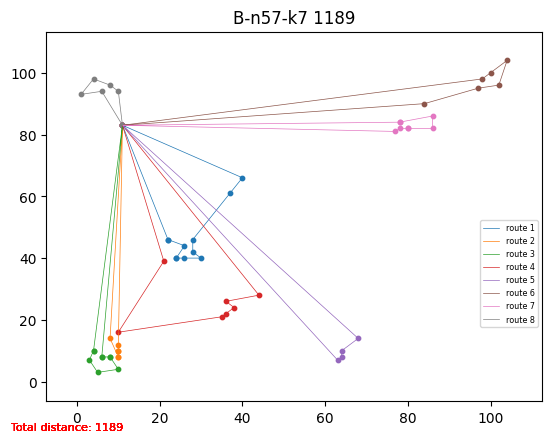 B-n57-k7 1189
100
80
60
40
20
0
0
20
40
60
80
100
route 1
route 2
route 3
route 4
route 5
route 6
route 7
route 8
Total distance: 1189